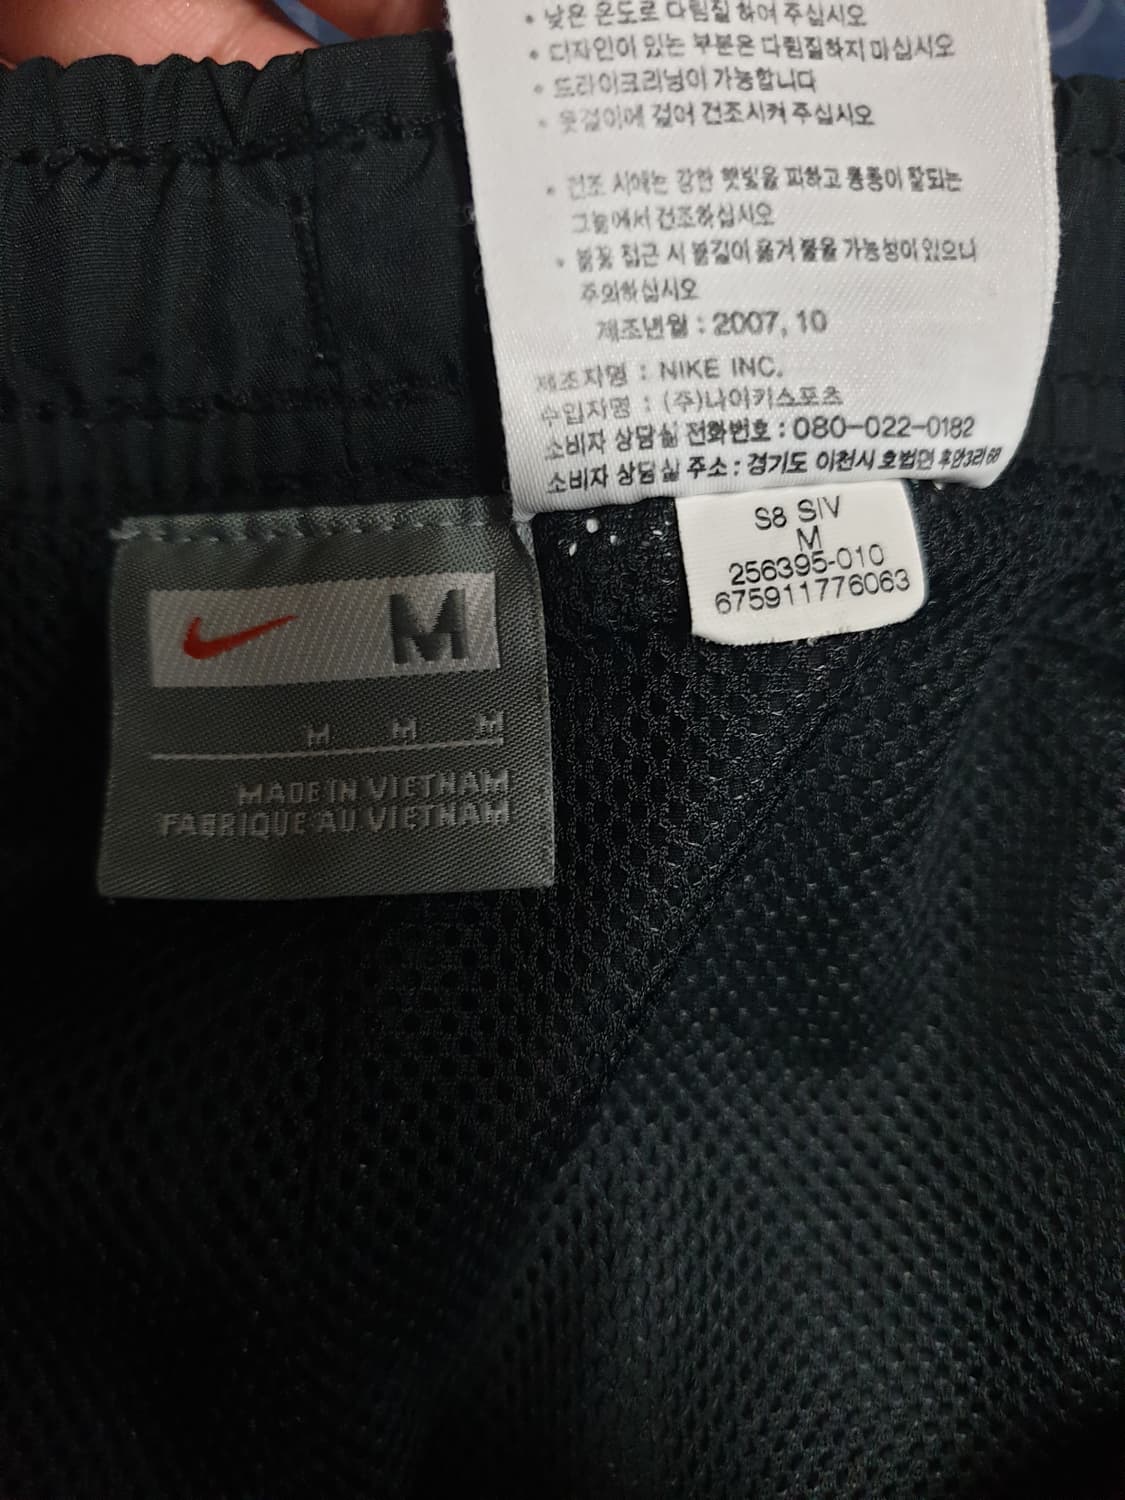 • 낮은 온도로 다림질 하여 주십시오
• 디자인이 있는 부분은 다림질하지 마십시오
• 드라이크리닝이 가능합니다
• 옷걸이에 걸어 건조시켜 주십시오
• 건조 시에는 강한 햇빛을 피하고 통풍이 잘되는
그늘에서 건조하십시오
• 불꽃 접근 시 불길이 옮겨 붙을 가능성이 있으니
주의하십시오
제조년월 : 2007, 10
제조자명 : NIKE INC.
수입자명 : (주)나이키스포츠
소비자 상담실 전화번호 : 080-022-0182
소비자 상담실 주소 : 경기도 이천시 호법면 후안3리 68
S8 SIV
M
256395-010
675911776063
M
M M M
MADE IN VIETNAM
FABRIQUE AU VIETNAM